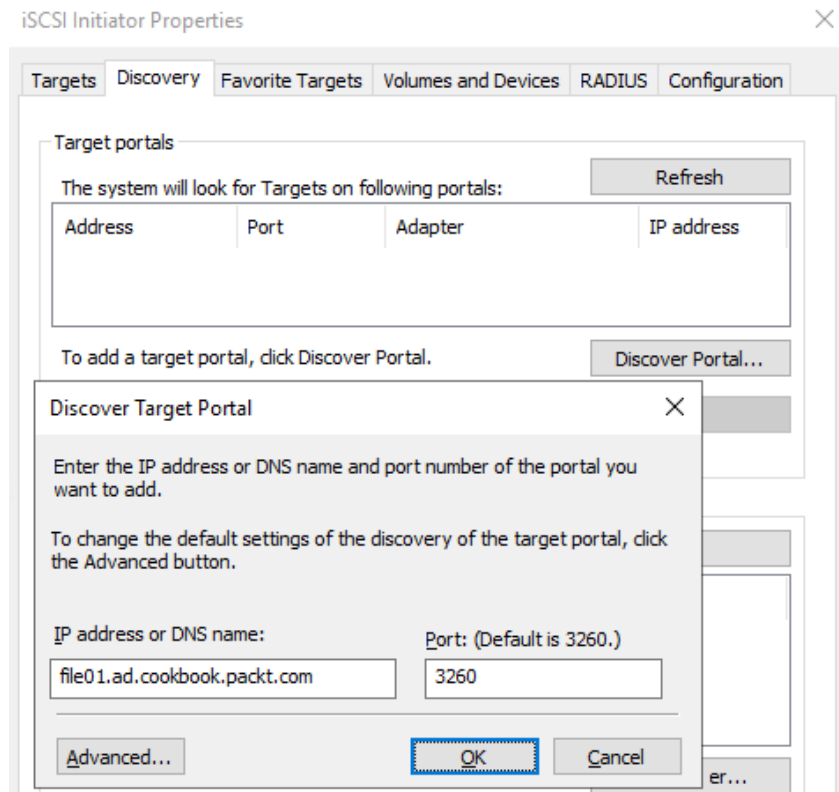 iSCSI Initiator Properties
Targets Discovery Favorite Targets Volumes and Devices RADIUS Configuration
Target portals
The system will look for Targets on following portals:
Refresh
Address Port Adapter IP address
To add a target portal, click Discover Portal.
Discover Portal...
Discover Target Portal
Enter the IP address or DNS name and port number of the portal you
want to add.
To change the default settings of the discovery of the target portal, click
the Advanced button.
IP address or DNS name:
Port: (Default is 3260.)
file01.ad.cookbook.packt.com
3260
Advanced...
OK
Cancel
er...